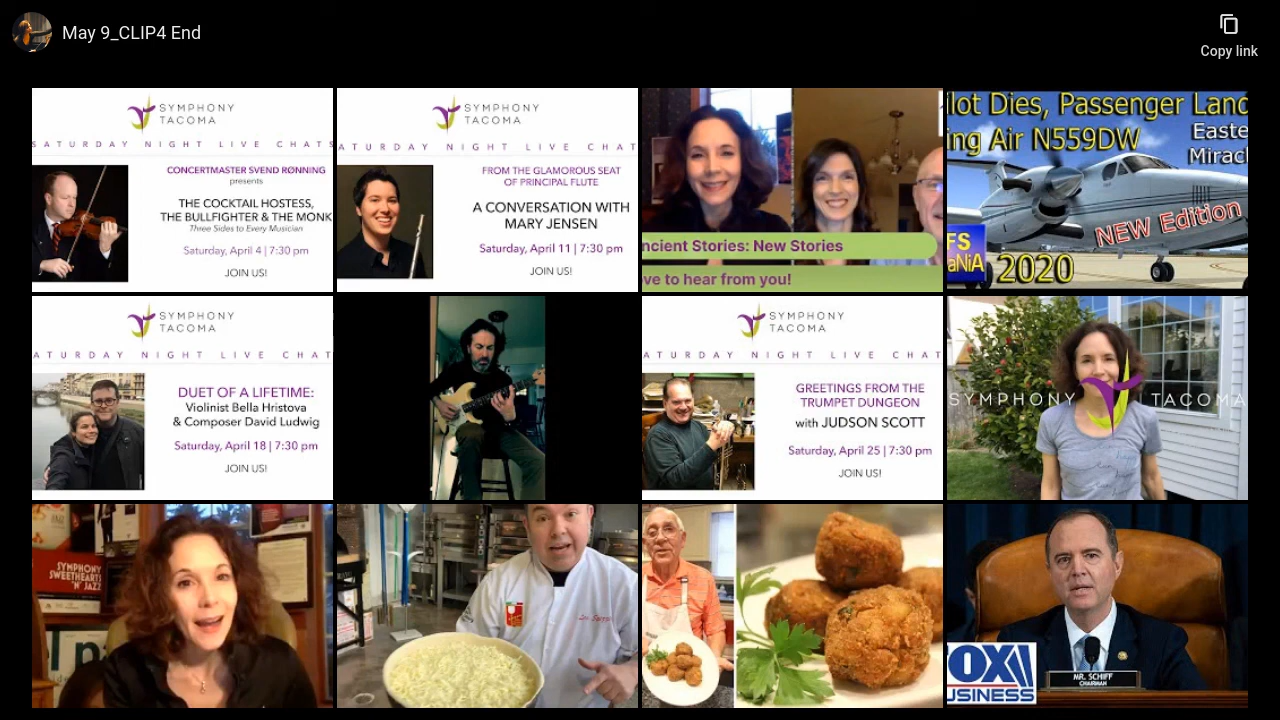 May 9_CLIP4 End
Copy link
SYMPHONY
TACOMA
SATURDAY NIGHT LIVE CHATS
CONCERTMASTER SVEND RØNNING
presents
THE COCKTAIL HOSTESS,
THE BULLFIGHTER & THE MONK
Three Sides to Every Musician
Saturday, April 4 | 7:30 pm
JOIN US!
SYMPHONY
TACOMA
ATURDAY NIGHT LIVE CHAT
FROM THE GLAMOROUS SEAT
OF PRINCIPAL FLUTE
A CONVERSATION WITH
MARY JENSEN
Saturday, April 11 | 7:30 pm
JOIN US!
ncient Stories: New Stories
ve to hear from you!
lot Dies, Passenger Land
ing Air N559DW
Easte
Miracl
NEW Edition
FS
aNiA
2020
SYMPHONY
TACOMA
ATURDAY NIGHT LIVE CHAT
DUET OF A LIFETIME:
Violinist Bella Hristova
& Composer David Ludwig
Saturday, April 18 | 7:30 pm
JOIN US!
SYMPHONY
TACOMA
ATURDAY NIGHT LIVE CHAT
GREETINGS FROM THE
TRUMPET DUNGEON
with JUDSON SCOTT
Saturday, April 25 | 7:30 pm
JOIN US!
SYMPHONY TACOMA
SYMPHONY
SWEETHEARTS
'N' JAZZ
OX
USINESS
MR. SCHIFF
CHAIRMAN